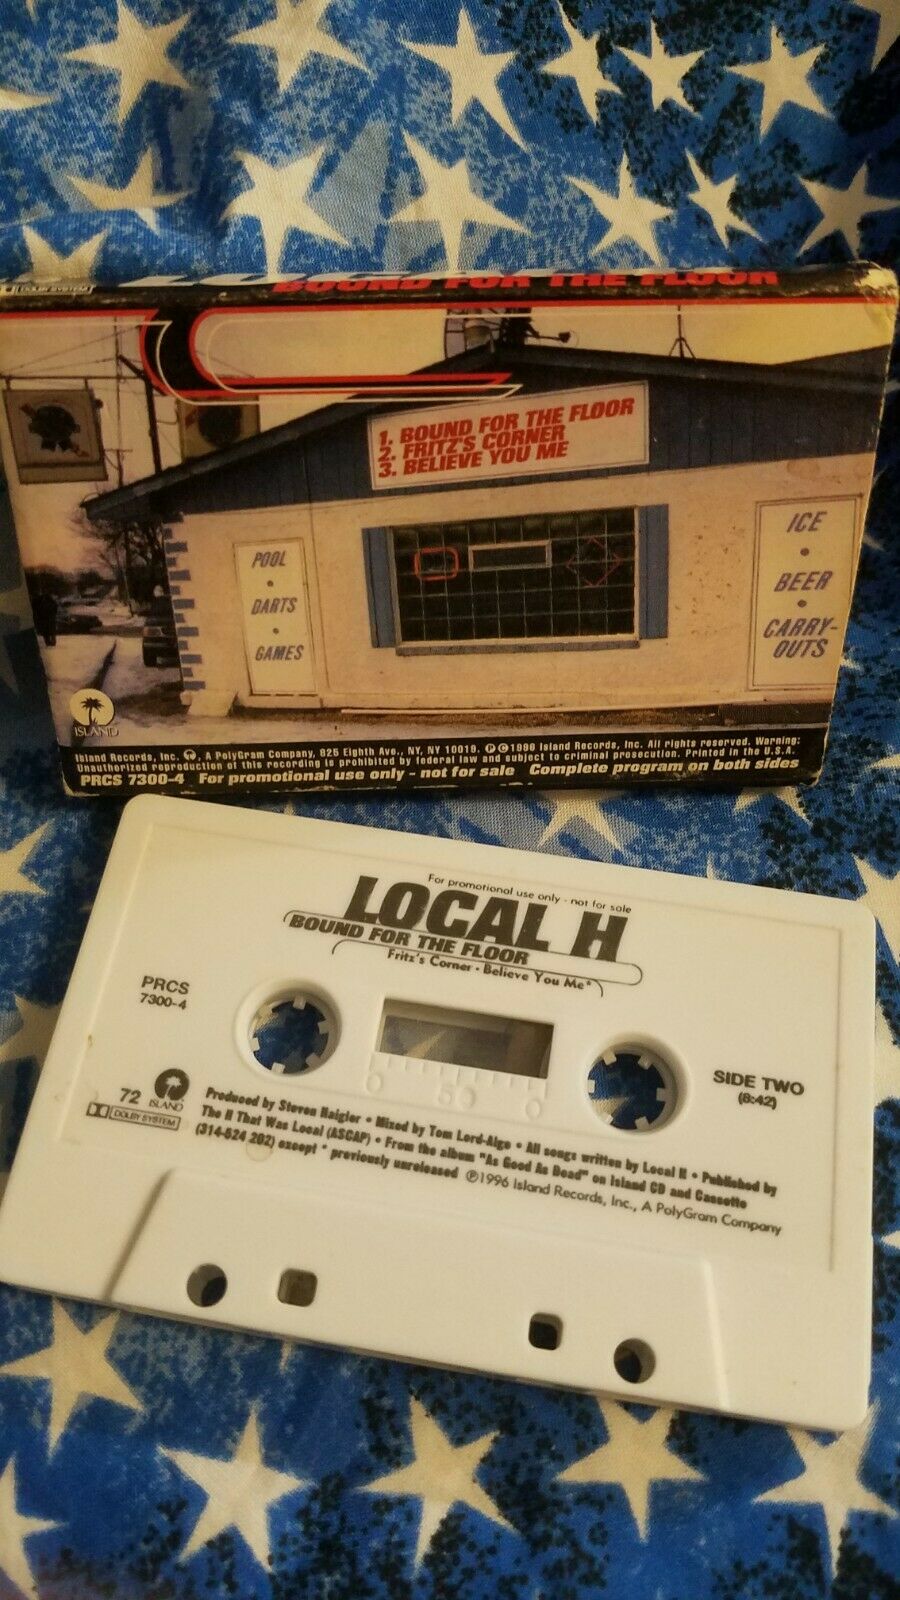 DOLBY SYSTEM
LOCAL
BOUND FOR THE FLOOR
1. BOUND FOR THE FLOOR
2. FRITZ'S CORNER
3. BELIEVE YOU ME
POOL
•
DARTS
•
GAMES
ICE
•
BEER
•
CARRY-
OUTS
ISLAND
Island Records, Inc. A PolyGram Company, 825 Eighth Ave., NY, NY 10019. ℗©1996 Island Records, Inc. All rights reserved. Warning:
Unauthorized reproduction of this recording is prohibited by federal law and subject to criminal prosecution. Printed in the U.S.A.
PRCS 7300-4 For promotional use only - not for sale Complete program on both sides
For promotional use only - not for sale
LOCAL H
BOUND FOR THE FLOOR
Fritz's Corner • Believe You Me*
PRCS
7300-4
SIDE TWO
(8:42)
72
ISLAND
DOLBY SYSTEM
Produced by Steven Haigler • Mixed by Tom Lord-Alge • All songs written by Local H • Published by
The H That Was Local (ASCAP) • From the album "As Good As Dead" on Island CD and Cassette
(314-524 202) except * previously unreleased ℗1996 Island Records, Inc., A PolyGram Company